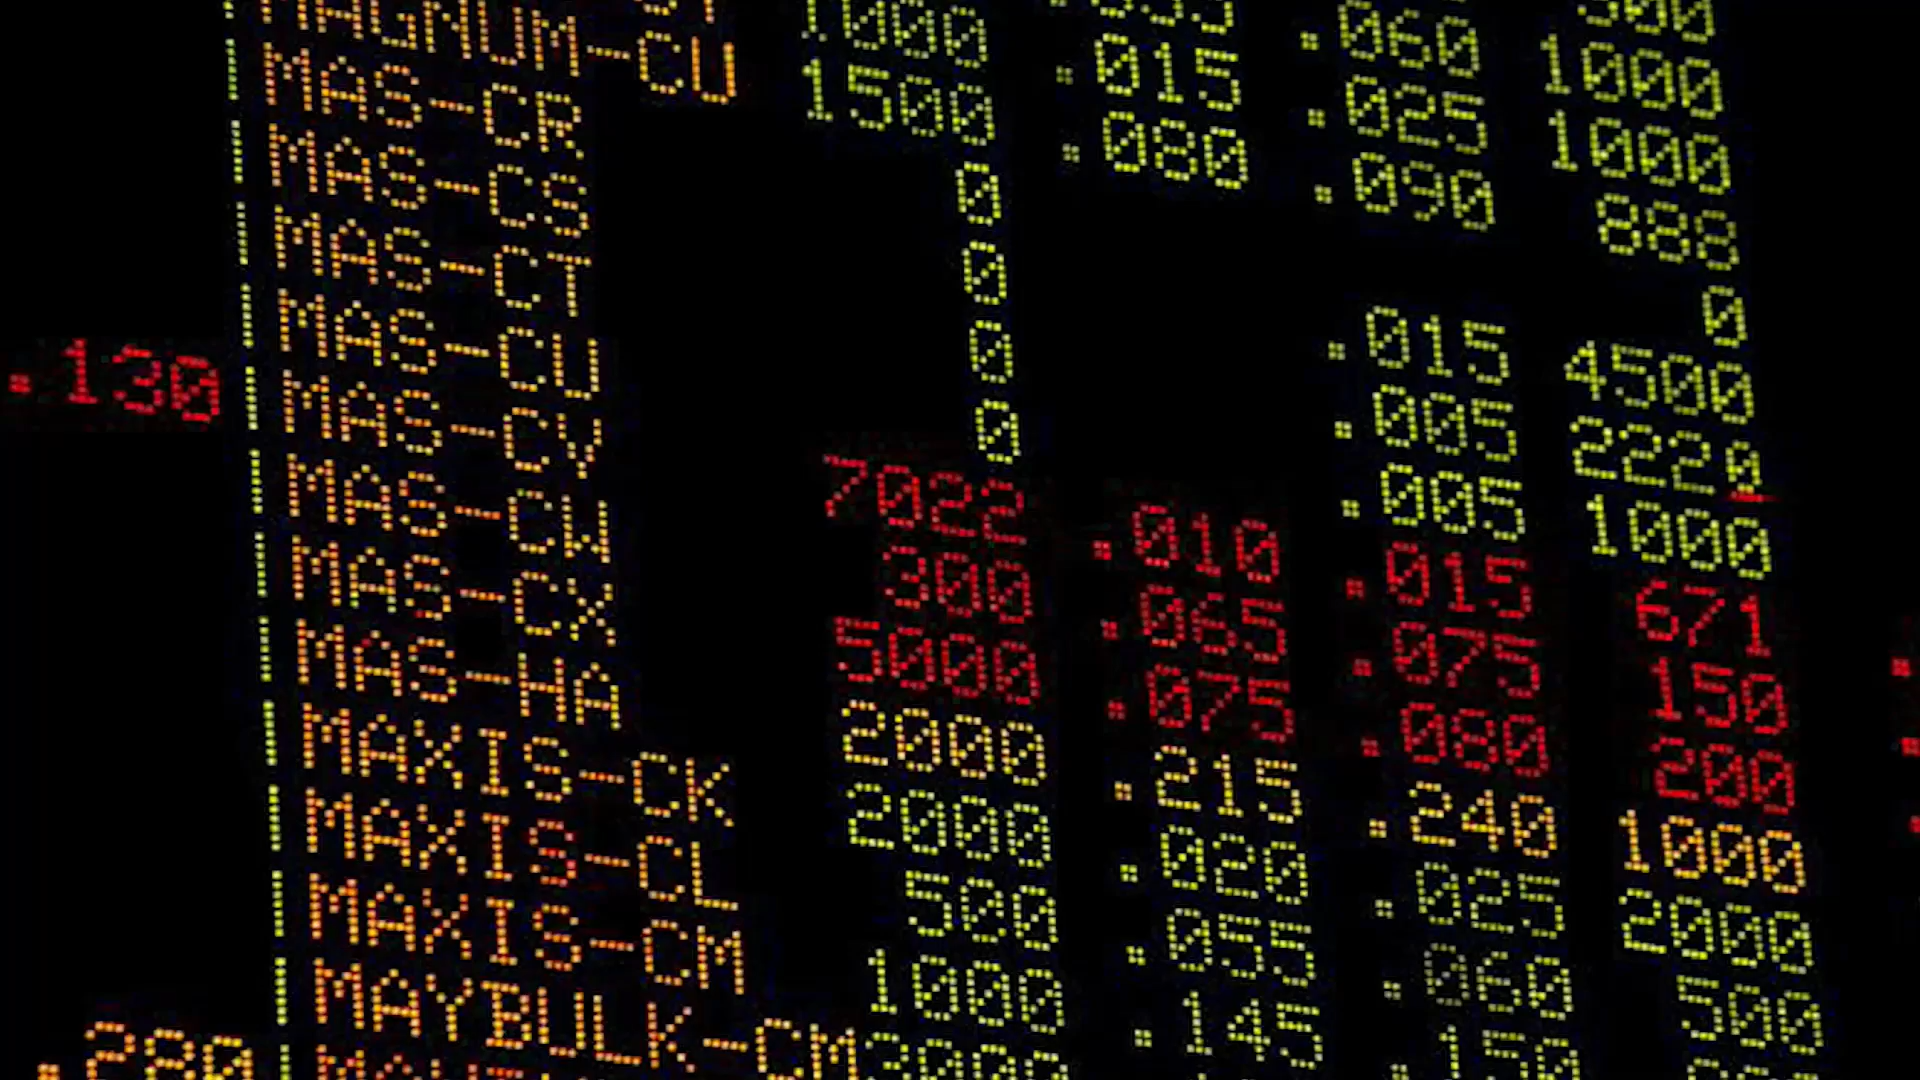 .060 1000
1000 .015 .025 1000
MAGNUM-CU 1500 .080 .090 888
MAS-CR 0 0
MAS-CS 0 .015 4500
MAS-CT 0 .005 2220
MAS-CU 0 .005 1000
.130 MAS-CV 7022 .010 .015 671
MAS-CW 300 .065 .075 150
MAS-CX 5000 .075 .080 200
MAS-HA 2000 .215 .240 1000
MAXIS-CK 2000 .020 .025 2000
MAXIS-CL 500 .055 .060 500
MAXIS-CM 1000 .145 .150
MAYBULK-CM 3000
.280